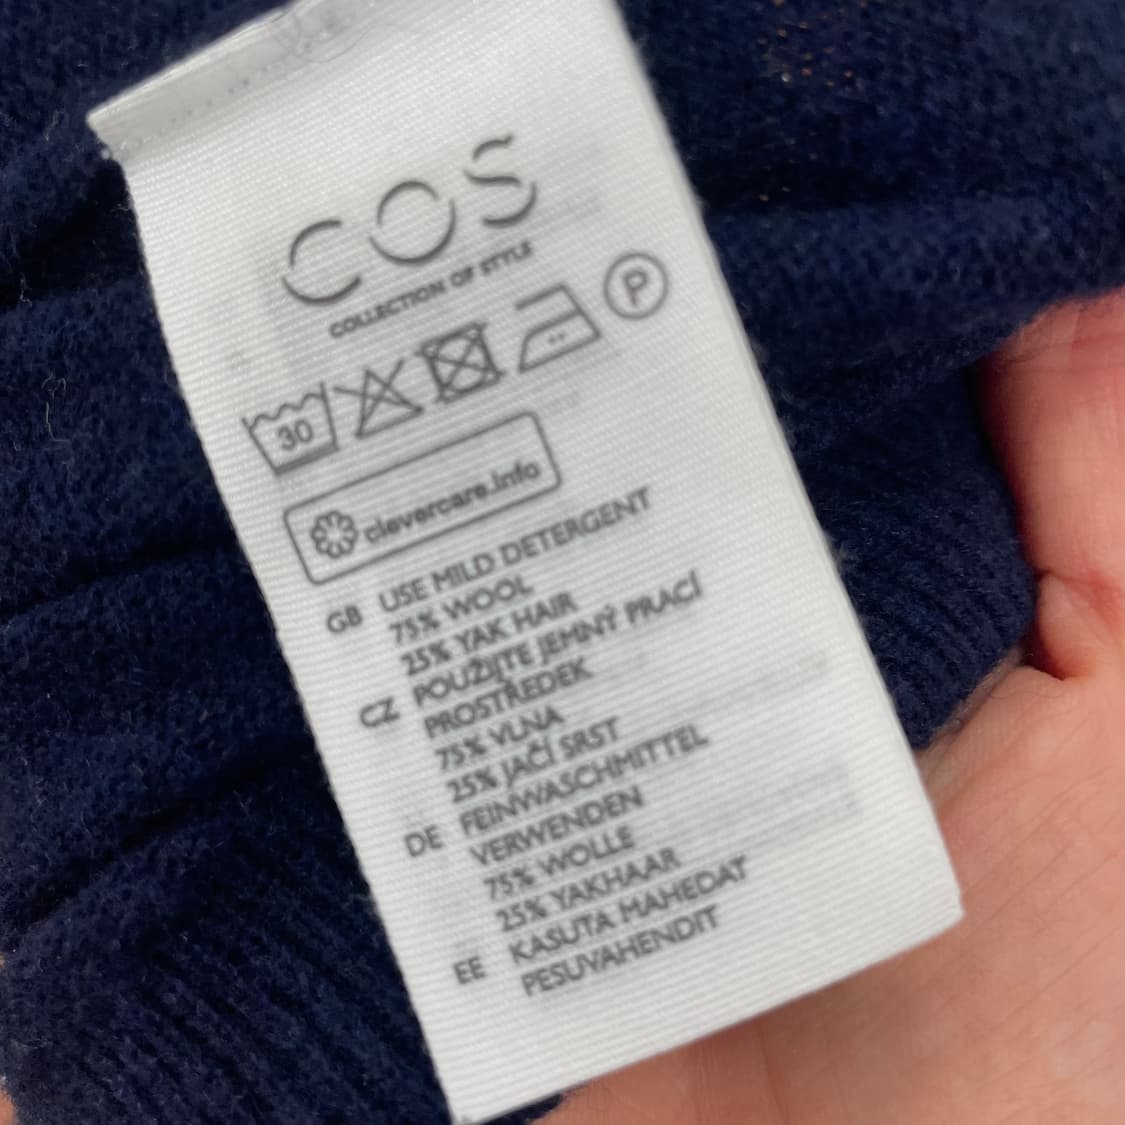 COS
COLLECTION OF STYLE
30
P
clevercare.info
GB USE MILD DETERGENT
75% WOOL
25% YAK HAIR
CZ POUŽIJTE JEMNÝ PRACÍ
PROSTŘEDEK
75% VLNA
25% JAČÍ SRST
DE FEINWASCHMITTEL
VERWENDEN
75% WOLLE
25% YAKHAAR
EE KASUTA MAHEDAT
PESUVAHENDIT